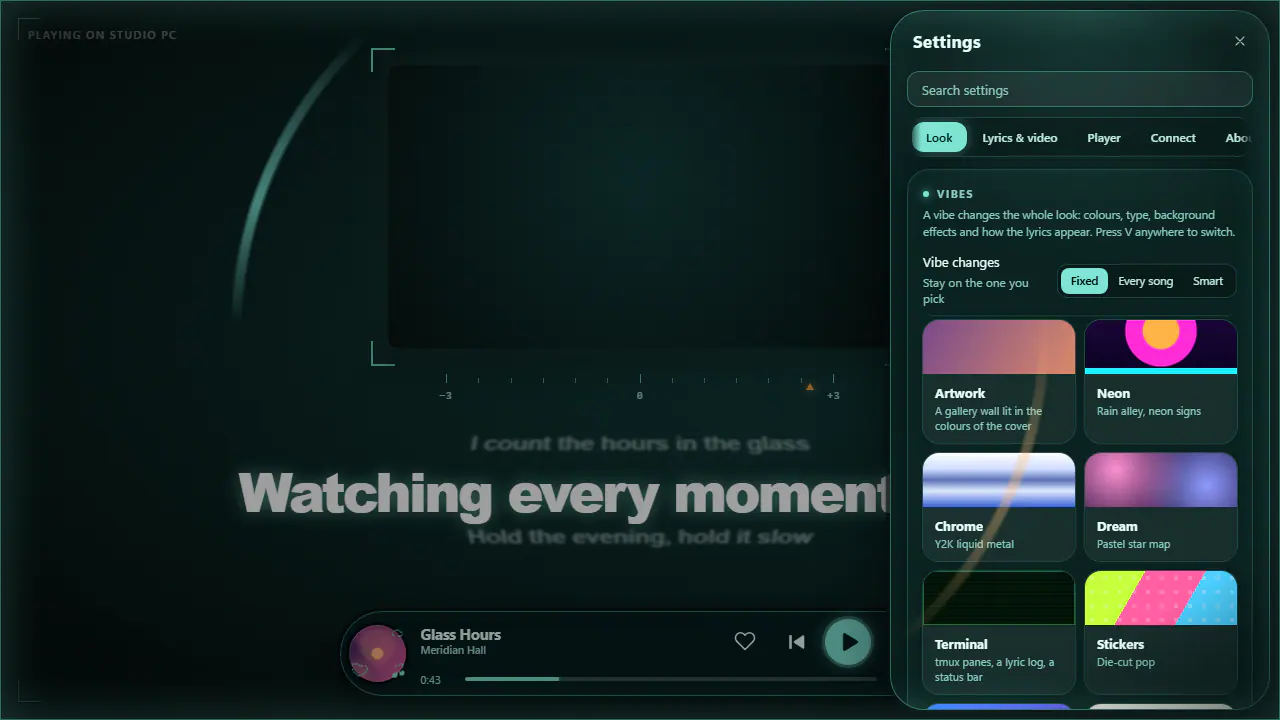 PLAYING ON STUDIO PC
−3
0
+3
I count the hours in the glass
Watching every moment
Hold the evening, hold it slow
Glass Hours
Meridian Hall
0:43
Settings
Search settings
Look
Lyrics & video
Player
Connect
VIBES
A vibe changes the whole look: colours, type, background
effects and how the lyrics appear. Press V anywhere to switch.
Vibe changes
Stay on the one you
pick
Fixed
Every song
Smart
Artwork
A gallery wall lit in the
colours of the cover
Neon
Rain alley, neon signs
Chrome
Y2K liquid metal
Dream
Pastel star map
Terminal
tmux panes, a lyric log, a
status bar
Stickers
Die-cut pop